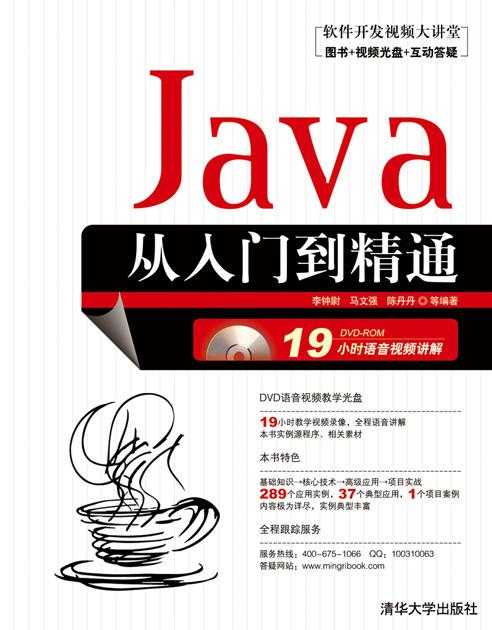 软件开发视频大讲堂
图书+视频光盘+互动答疑
Java
从入门到精通
李钟尉 马文强 陈丹丹 ◎ 等编著
DVD-ROM
19小时语音视频讲解
DVD语音视频教学光盘
19小时教学视频录像，全程语音讲解
本书实例源程序、相关素材
本书特色
基础知识→核心技术→高级应用→项目实战
289个应用实例，37个典型应用，1个项目案例
内容极为详尽，实例典型丰富
全程跟踪服务
服务热线：400-675-1066 QQ：100310063
答疑网站：www.mingribook.com
清华大学出版社